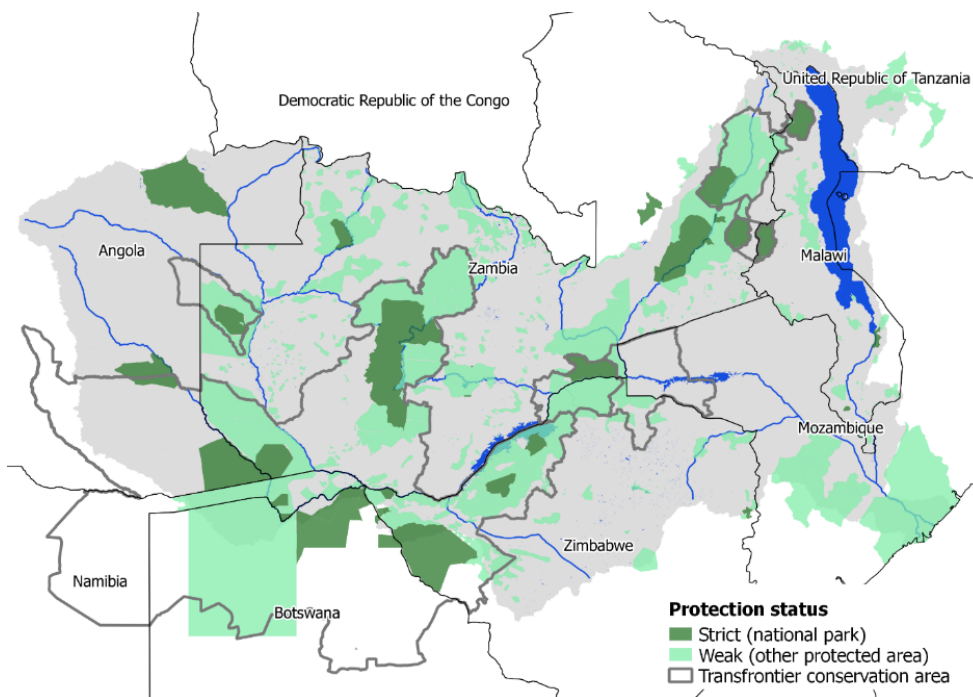 United Republic of Tanzania
Democratic Republic of the Congo
Angola
Zambia
Malawi
Mozambique
Zimbabwe
Namibia
Botswana
Protection status
Strict (national park)
Weak (other protected area)
Transfrontier conservation area